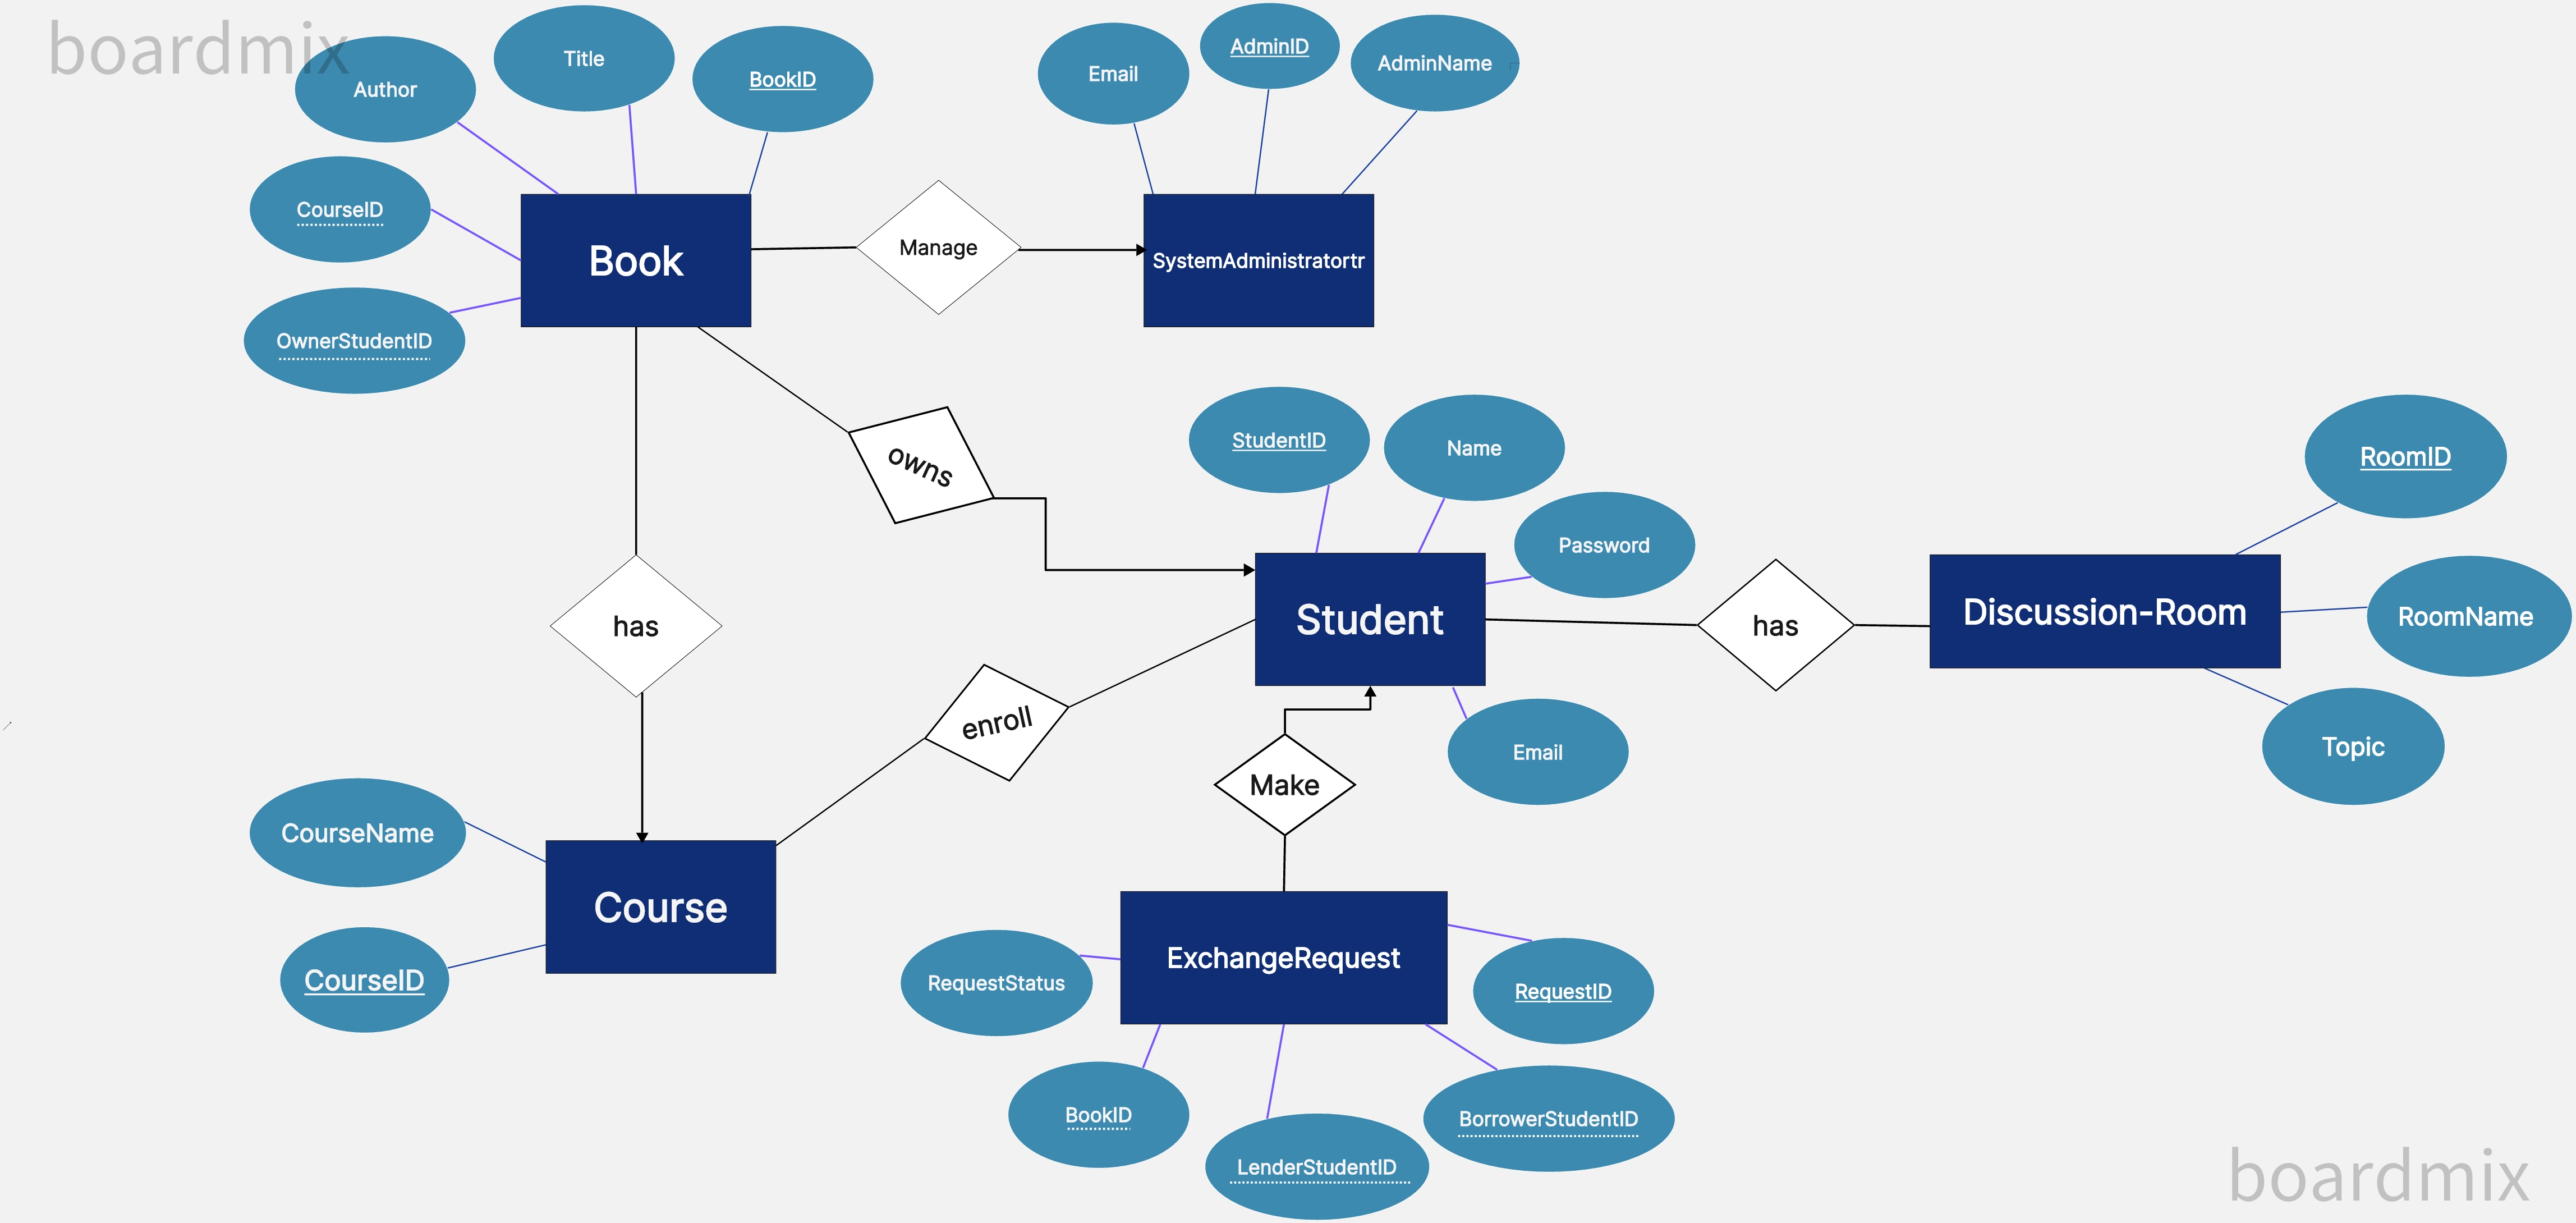 boardmix
Author
Title
BookID
Email
AdminID
AdminName
CourseID
OwnerStudentID
Book
Manage
SystemAdministratortr
owns
StudentID
Name
Password
RoomID
has
Student
has
Discussion-Room
RoomName
enroll
Make
Email
Topic
CourseName
Course
CourseID
ExchangeRequest
RequestStatus
RequestID
BookID
LenderStudentID
BorrowerStudentID
boardmix